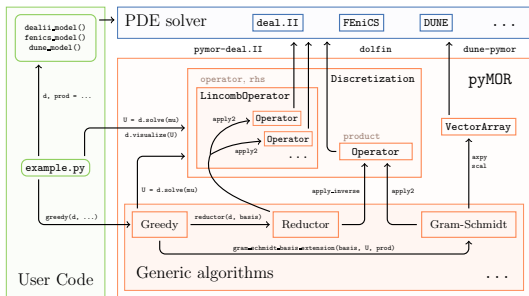 PDE solver
deal.II
FEniCS
DUNE
...
dealii_model()
fenics_model()
dune_model()
pymor-deal.II
dolfin
dune-pymor
pyMOR
operator, rhs
Discretization
LincombOperator
Operator
Operator
...
apply2
apply2
product
Operator
VectorArray
d, prod = ...
U = d.solve(mu)
d.visualize(U)
example.py
U = d.solve(mu)
apply_inverse
apply2
axpy
scal
greedy(d, ...)
Greedy
reductor(d, basis)
Reductor
Gram-Schmidt
gram_schmidt_basis_extension(basis, U, prod)
User Code
Generic algorithms
...